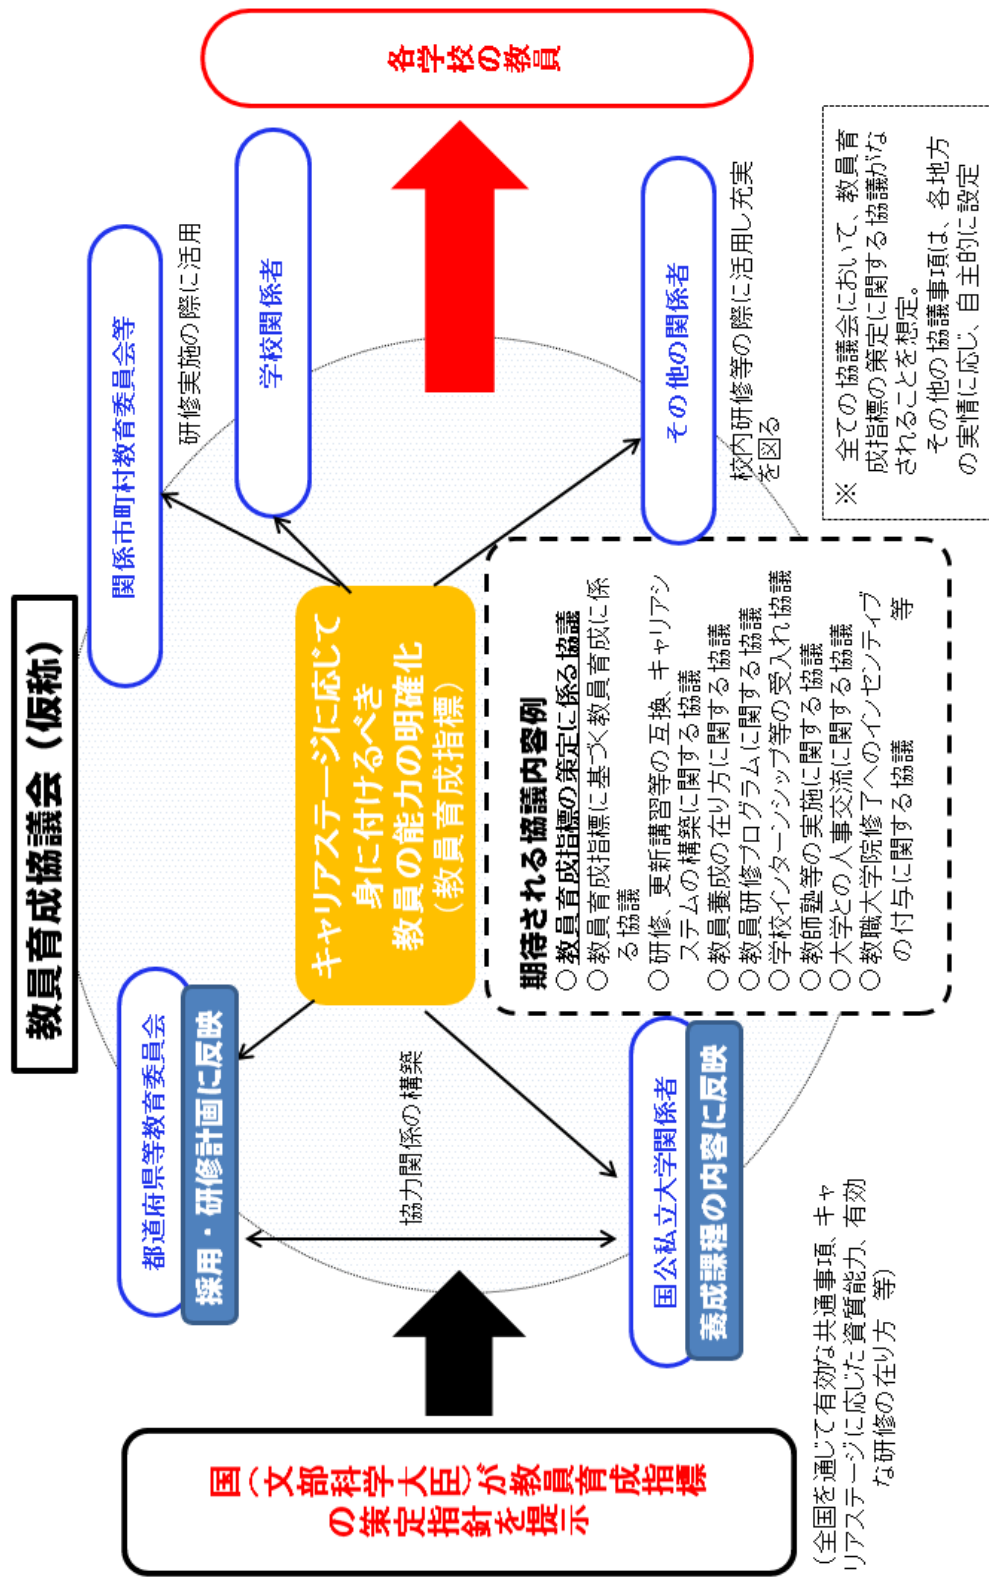 教員育成協議会（仮称）
国（文部科学大臣）が教員育成指標
の策定指針を提示
（全国を通じて有効な共通事項、キャ
リアステージに応じた資質能力、有効
な研修の在り方　等）
都道府県等教育委員会
採用・研修計画に反映
協力関係の構築
国公私立大学関係者
養成課程の内容に反映
キャリアステージに応じて
身に付けるべき
教員の能力の明確化
（教員育成指標）
期待される協議内容例
○教員育成指標の策定に係る協議
○教員育成指標に基づく教員育成に係
る協議
○研修、更新講習等の互換、キャリアシ
ステムの構築に関する協議
○教員養成の在り方に関する協議
○教員研修プログラムに関する協議
○学校インターンシップ等の受入れ協議
○教師塾等の実施に関する協議
○大学との人事交流に関する協議
○教職大学院修了へのインセンティブ
の付与に関する協議　　　　等
関係市町村教育委員会等
研修実施の際に活用
学校関係者
その他の関係者
校内研修等の際に活用し充実
を図る
各学校の教員
※　全ての協議会において、教員育
成指標の策定に関する協議がな
されることを想定。
その他の協議事項は、各地方
の実情に応じ、自主的に設定